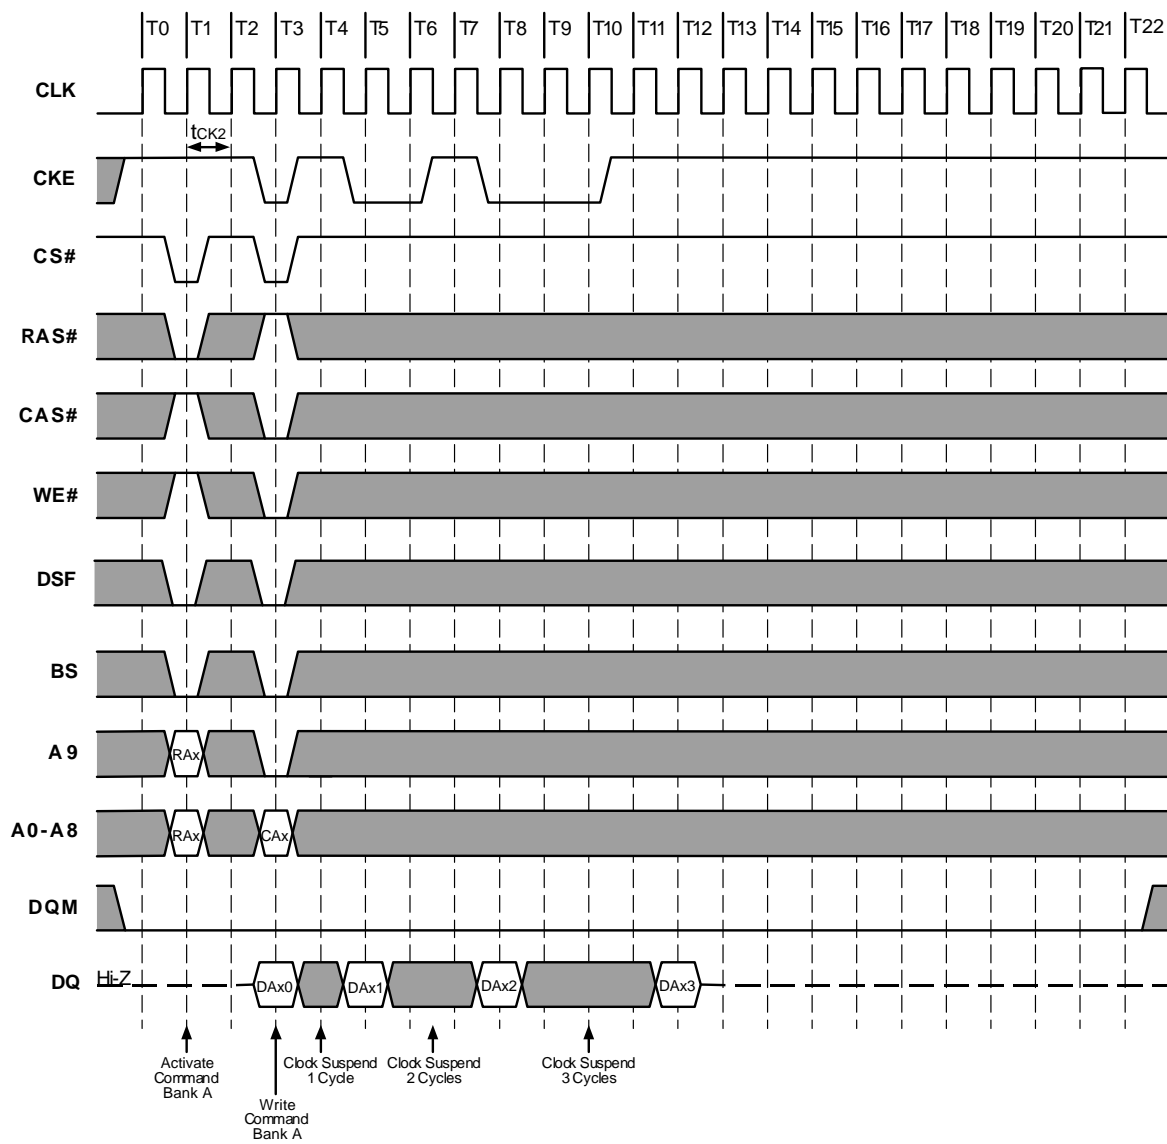 T0 T1 T2 T3 T4 T5 T6 T7 T8 T9 T10 T11 T12 T13 T14 T15 T16 T17 T18 T19 T20 T21 T22
CLK
tCK2
CKE
CS#
RAS#
CAS#
WE#
DSF
BS
A9 RAx
A0-A8 RAx CAx
DQM
DQ Hi-Z DAx0 DAx1 DAx2 DAx3
Activate
Command
Bank A
Write
Command
Bank A
Clock Suspend
1 Cycle
Clock Suspend
2 Cycles
Clock Suspend
3 Cycles